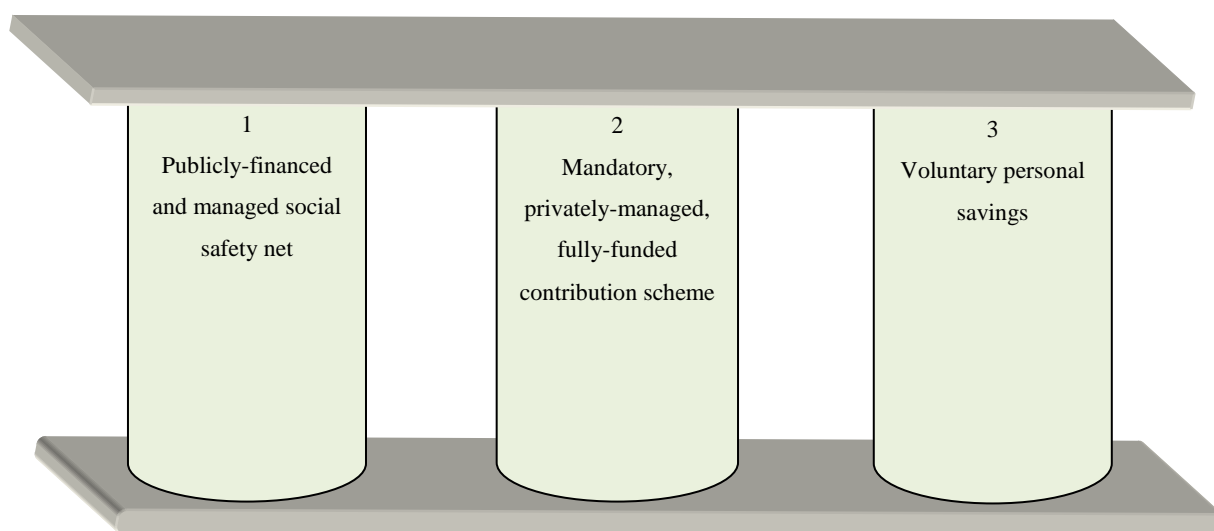 1
Publicly-financed
and managed social
safety net
2
Mandatory,
privately-managed,
fully-funded
contribution scheme
3
Voluntary personal
savings